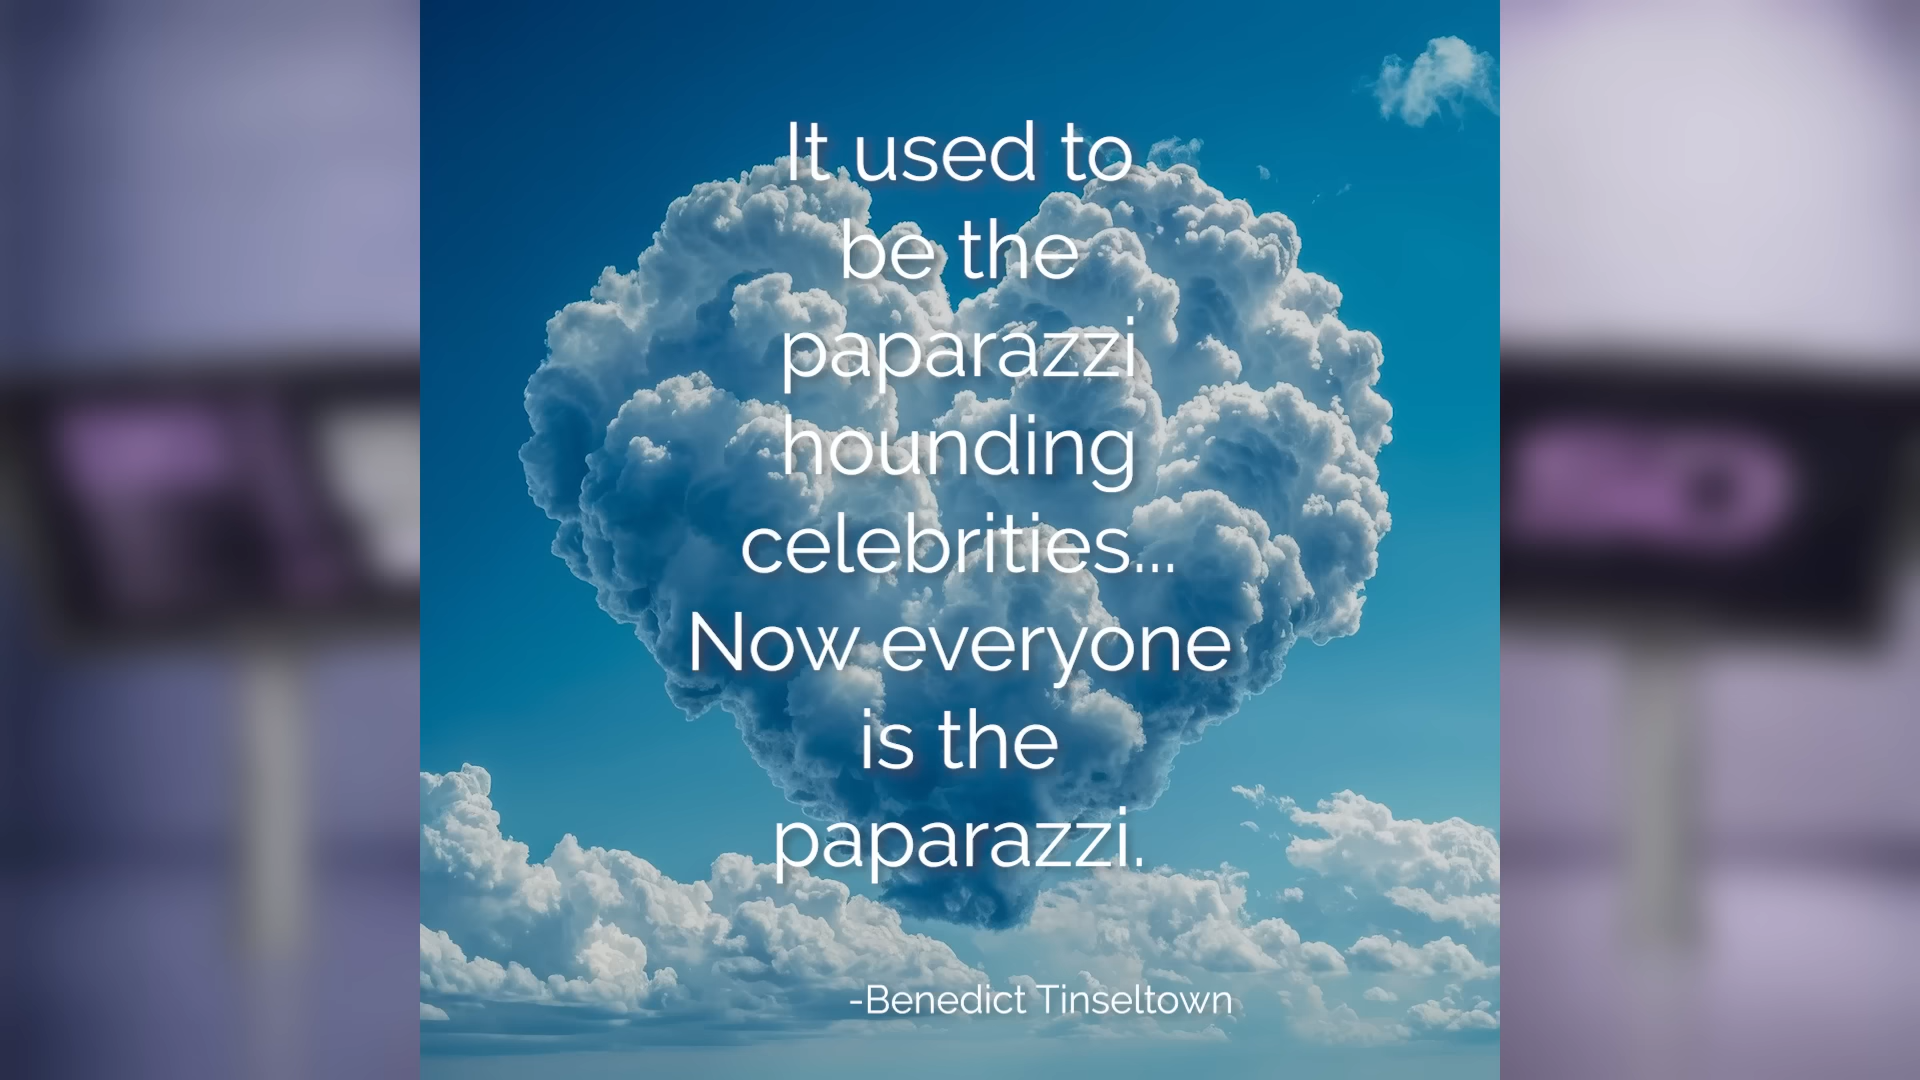 It used to
be the
paparazzi
hounding
celebrities...
Now everyone
is the
paparazzi.
-Benedict Tinseltown